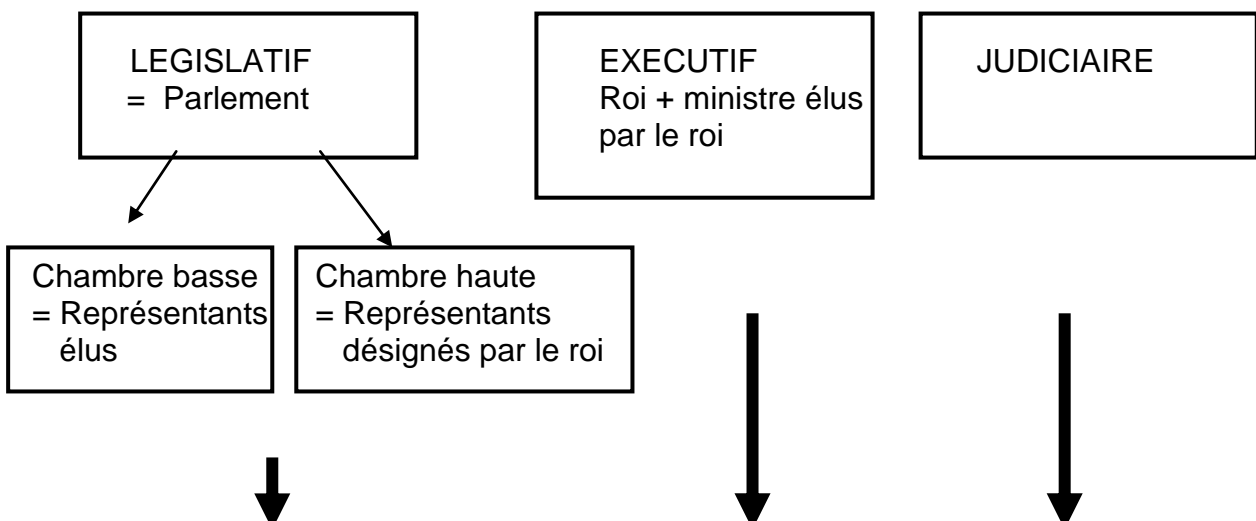 LEGISLATIF
= Parlement
EXECUTIF
Roi + ministre élus
par le roi
JUDICIAIRE
Chambre basse
= Représentants
élus
Chambre haute
= Représentants
désignés par le roi